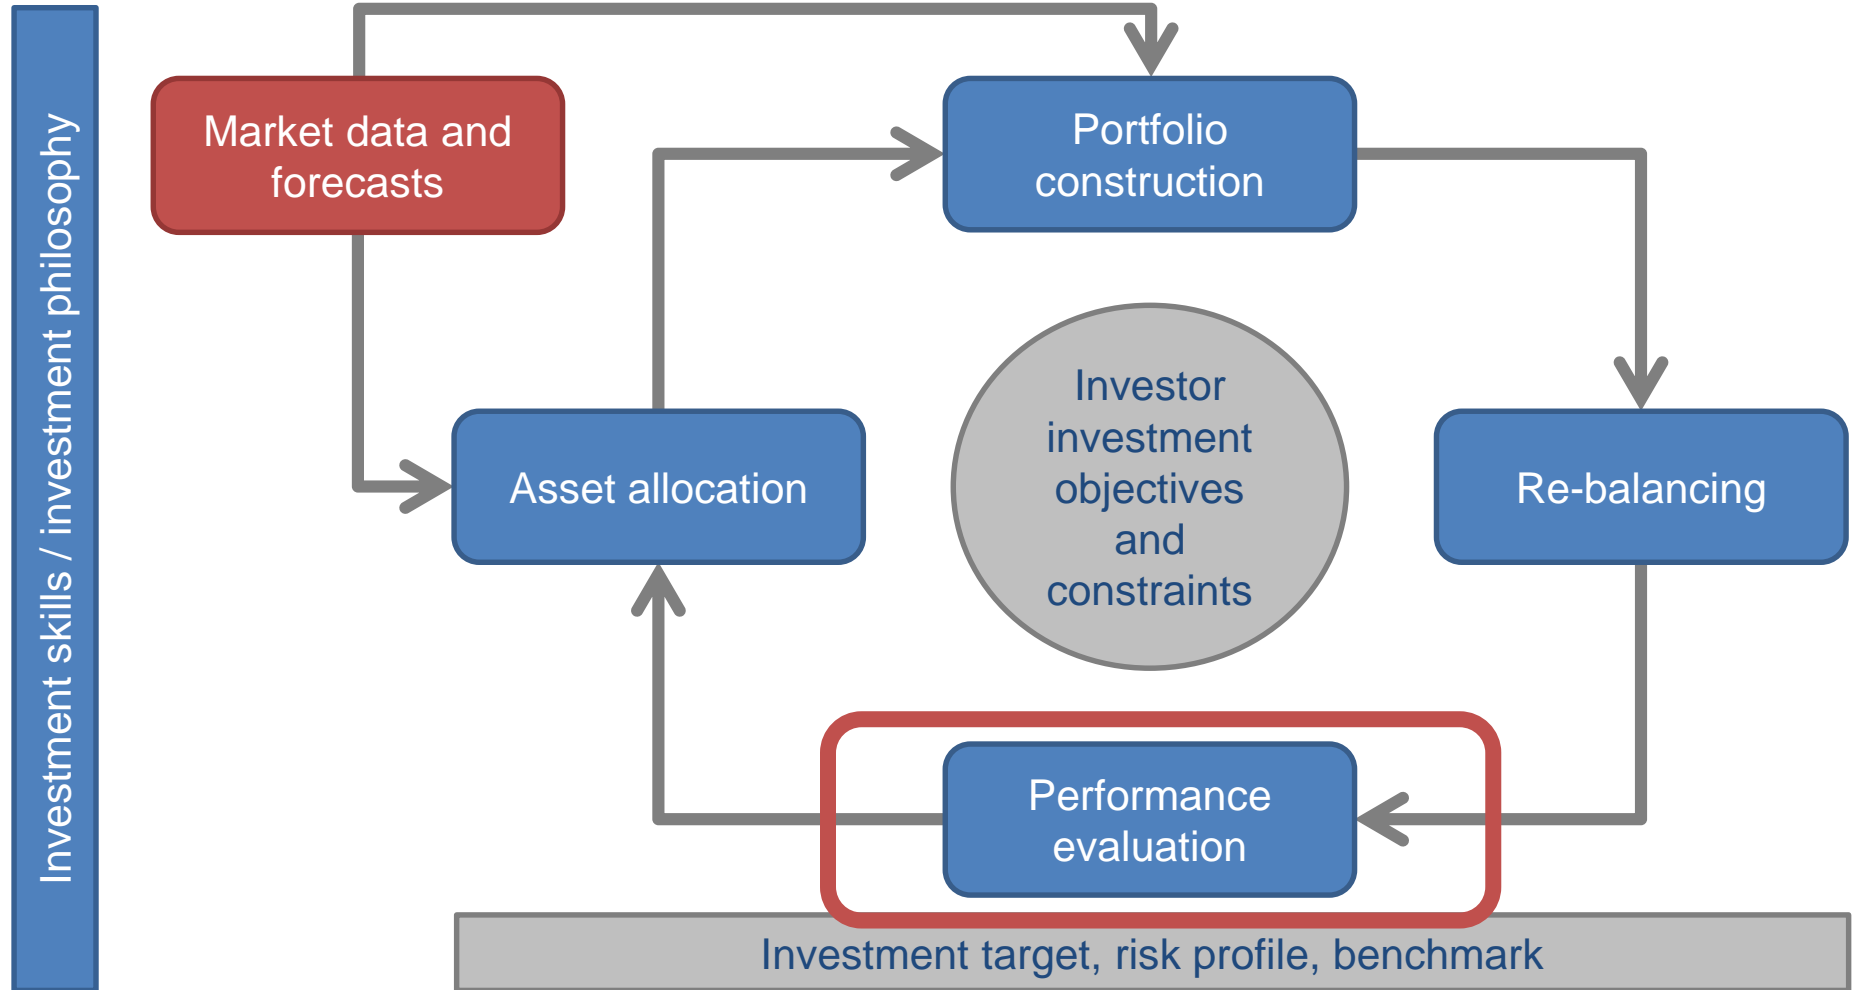 Investment skills / investment philosophy
Market data and
forecasts
Portfolio
construction
Investor
investment
objectives
and
constraints
Asset allocation
Re-balancing
Performance
evaluation
Investment target, risk profile, benchmark